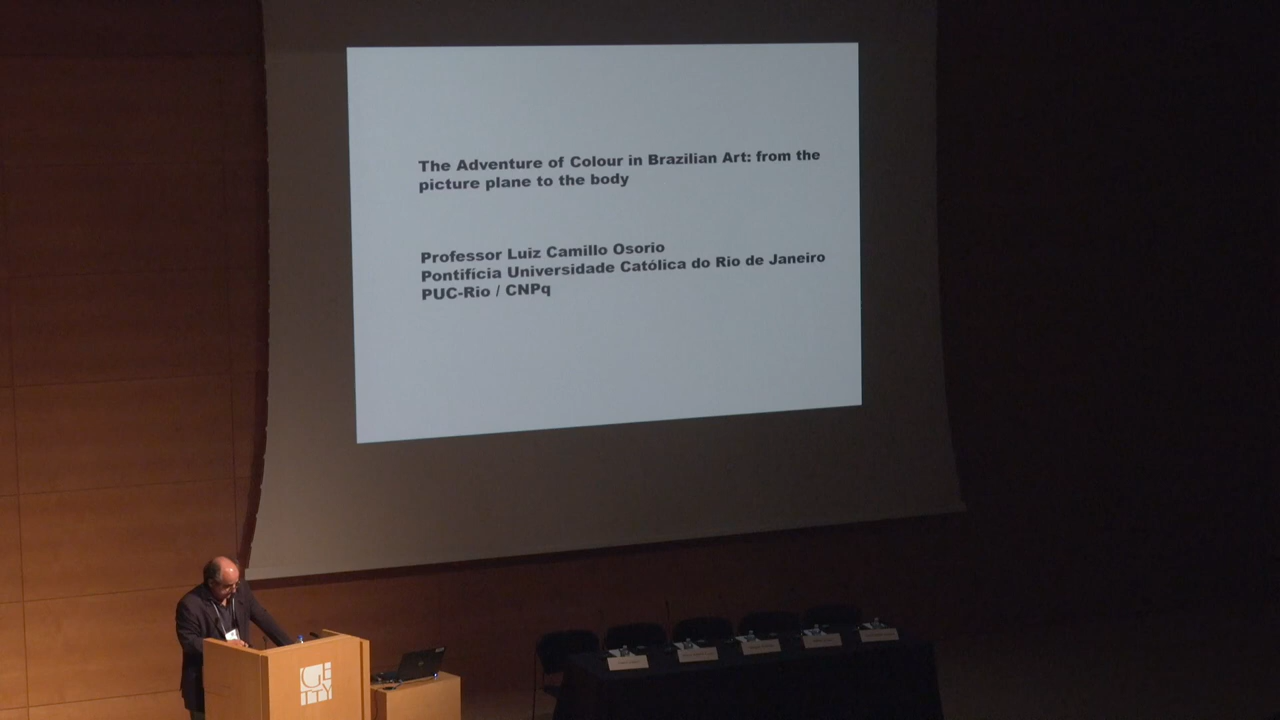 The Adventure of Colour in Brazilian Art: from the
picture plane to the body
Professor Luiz Camillo Osorio
Pontifícia Universidade Católica do Rio de Janeiro
PUC-Rio / CNPq
GETTY